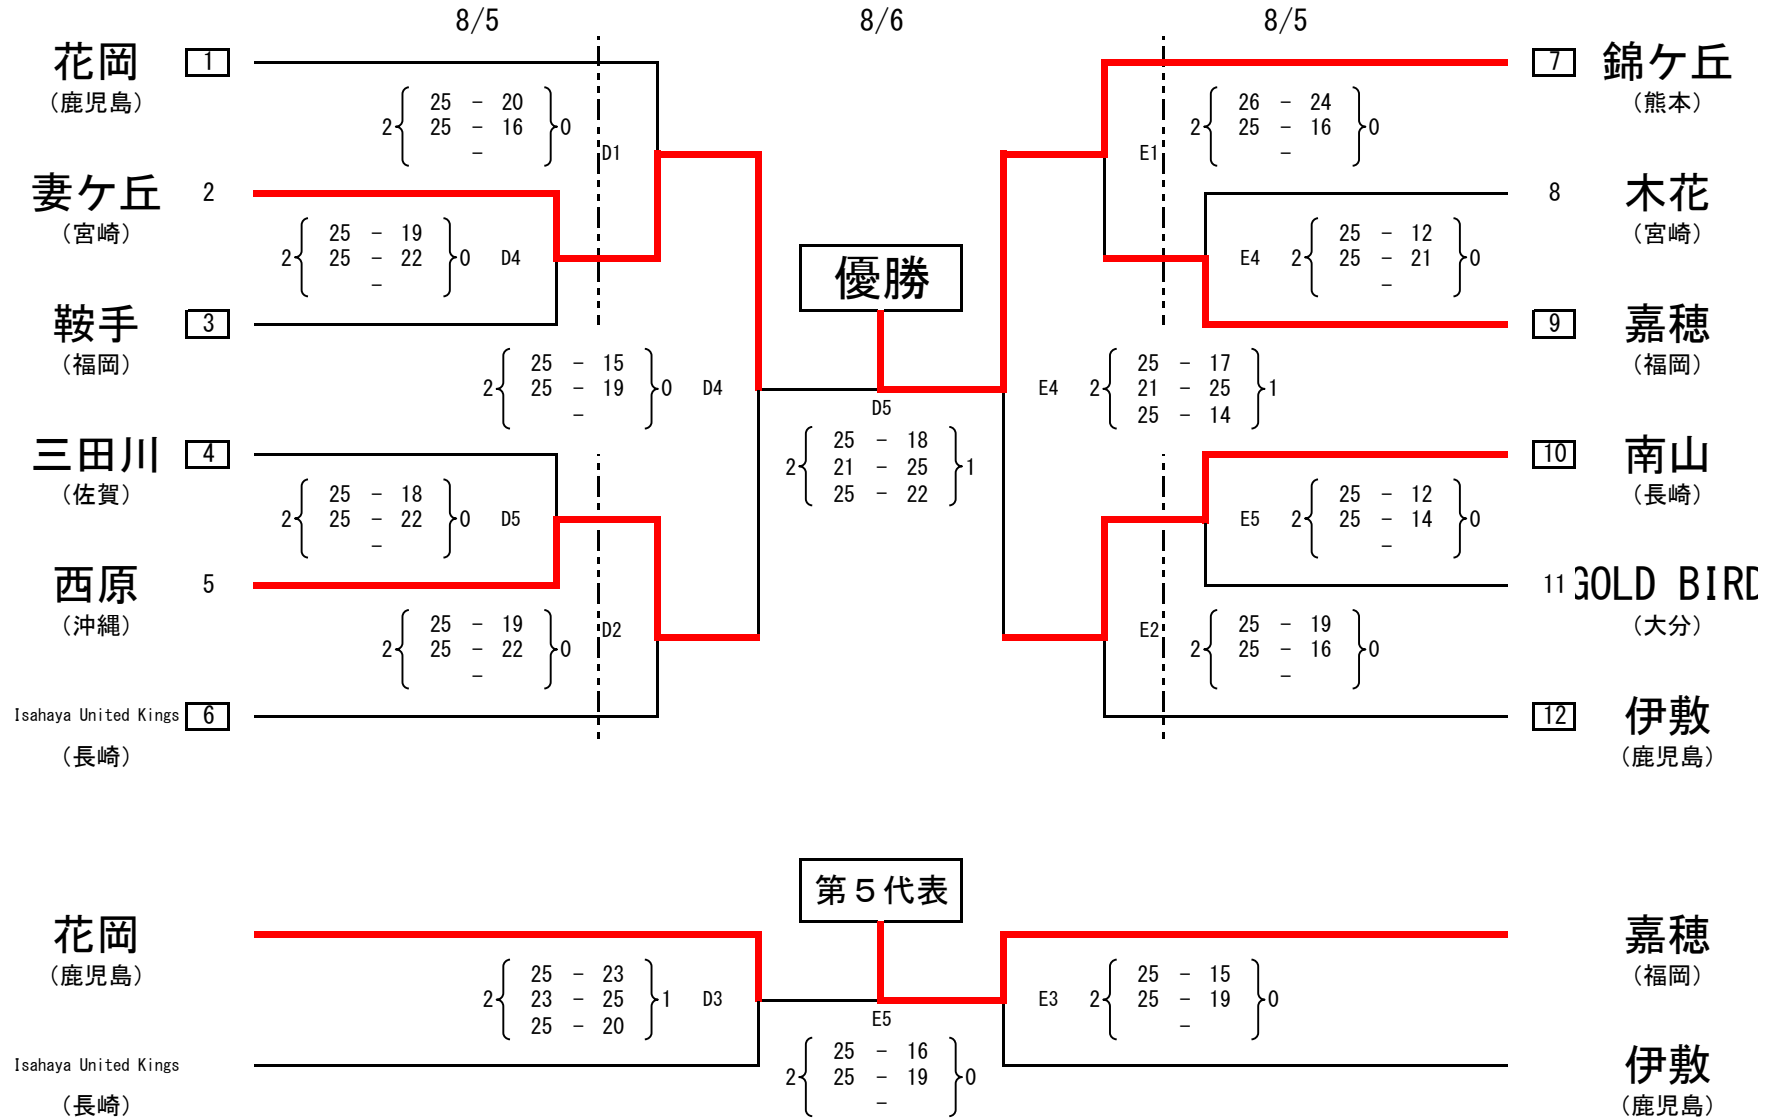 8/5 8/6 8/5
花岡 1 7 錦ケ丘
(鹿児島) (熊本)
2 25 - 20 0
25 - 16
-
D1
E1
2 26 - 24 0
25 - 16
-
妻ケ丘 2 8 木花
(宮崎) (宮崎)
2 25 - 19 0 D4
25 - 22
-
E4 2 25 - 12 0
25 - 21
-
優勝
鞍手 3 9 嘉穂
(福岡) (福岡)
2 25 - 15 0 D4
25 - 19
-
E4 2 25 - 17 1
21 - 25
25 - 14
D5
2 25 - 18 1
21 - 25
25 - 22
三田川 4 10 南山
(佐賀) (長崎)
2 25 - 18 0 D5
25 - 22
-
E5 2 25 - 12 0
25 - 14
-
西原 5 11 GOLD BIRD
(沖縄) (大分)
2 25 - 19 0 D2
25 - 22
-
E2 2 25 - 19 0
25 - 16
-
Isahaya United Kings 6 12 伊敷
(長崎) (鹿児島)
第5代表
花岡 嘉穂
(鹿児島) (福岡)
2 25 - 23 1 D3
23 - 25
25 - 20
E3 2 25 - 15 0
25 - 19
-
E5
2 25 - 16 0
25 - 19
-
Isahaya United Kings 伊敷
(長崎) (鹿児島)